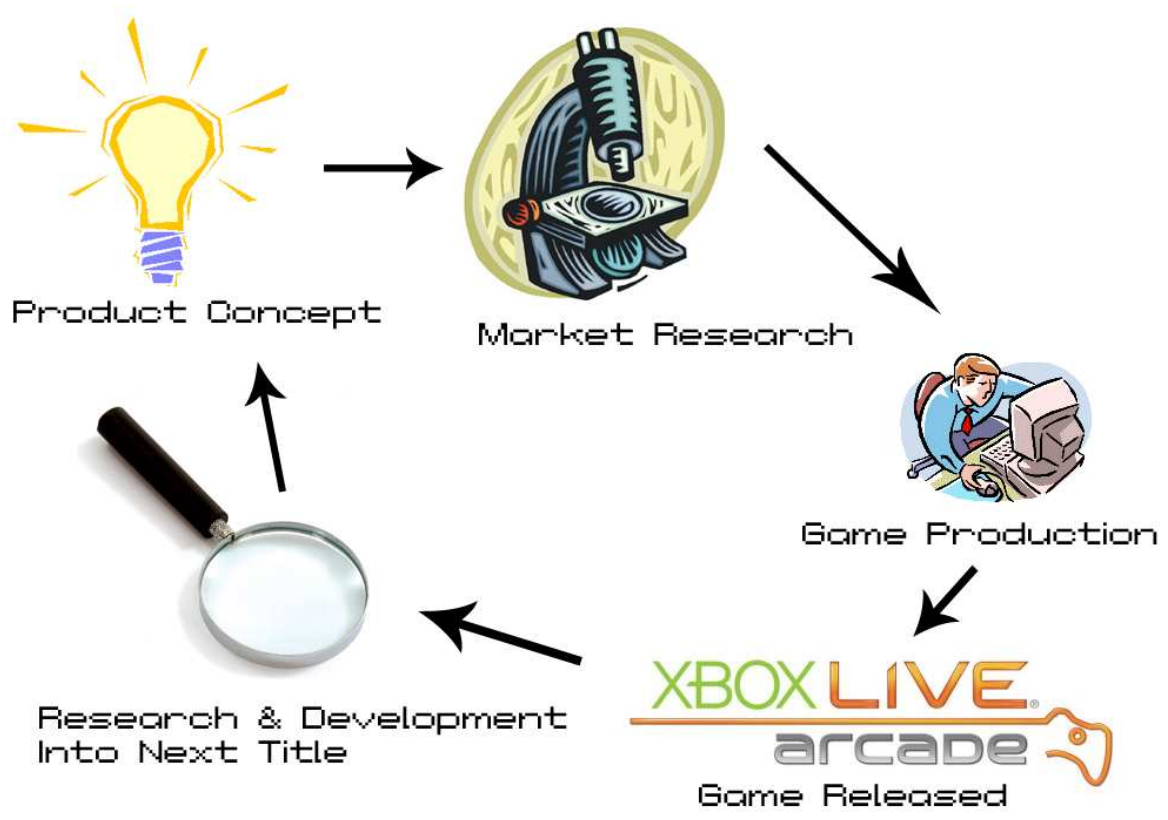 Product Concept
Market Research
Game Production
XBOX LIVE®
arcade
Game Released
Research & Development
Into Next Title